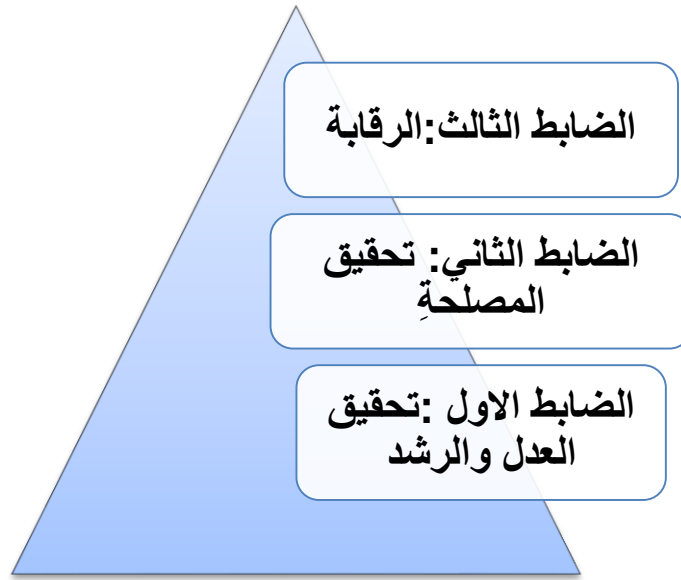 الضابط الثالث:الرقابة
الضابط الثاني: تحقيق
المصلحةِ
الضابط الاول :تحقيق
العدل والرشد